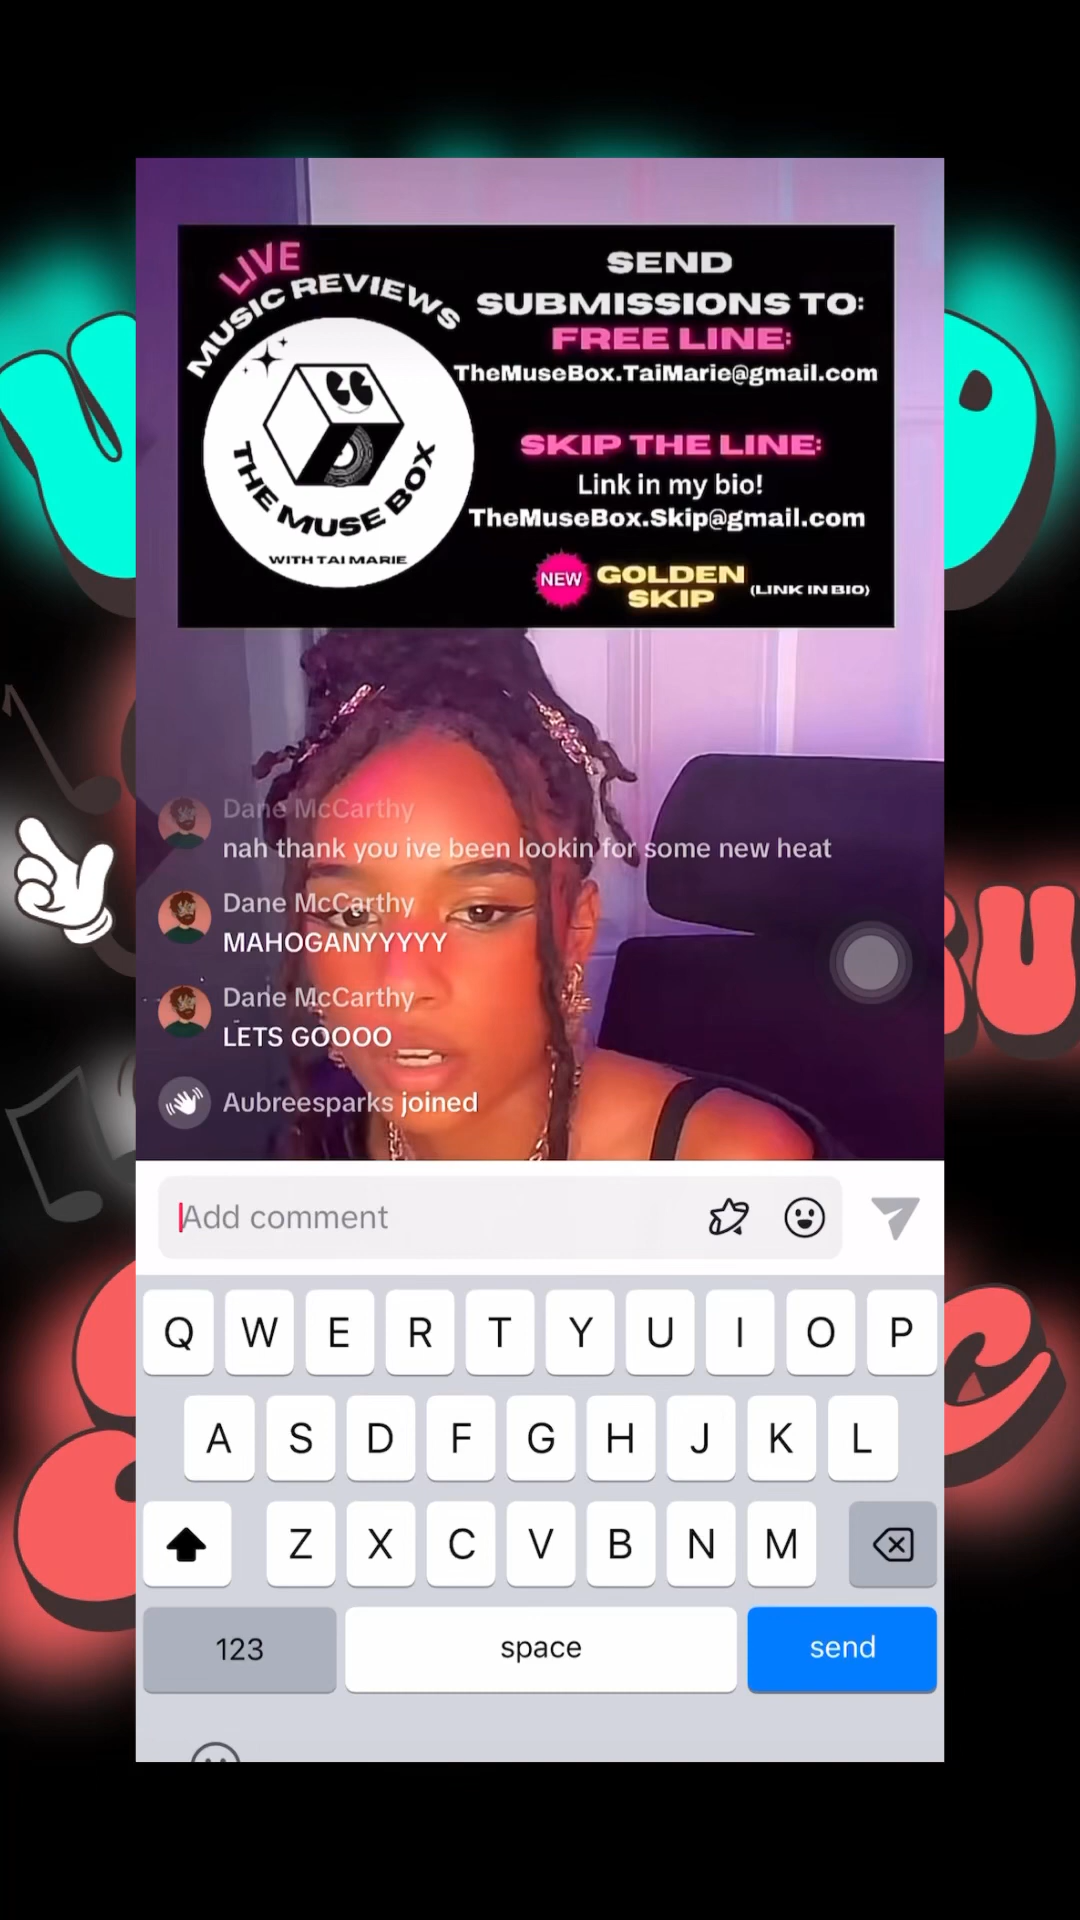 LIVE
MUSIC REVIEWS
THE MUSE BOX
WITH TAI MARIE
SEND
SUBMISSIONS TO:
FREE LINE:
TheMuseBox.TaiMarie@gmail.com
SKIP THE LINE:
Link in my bio!
TheMuseBox.Skip@gmail.com
NEW
GOLDEN
SKIP
(LINK IN BIO)
Dane McCarthy
nah thank you ive been lookin for some new heat
Dane McCarthy
MAHOGANYYYYY
Dane McCarthy
LETS GOOOO
Aubreesparks joined
Add comment
Q W E R T Y U I O P
A S D F G H J K L
Z X C V B N M
123 space send